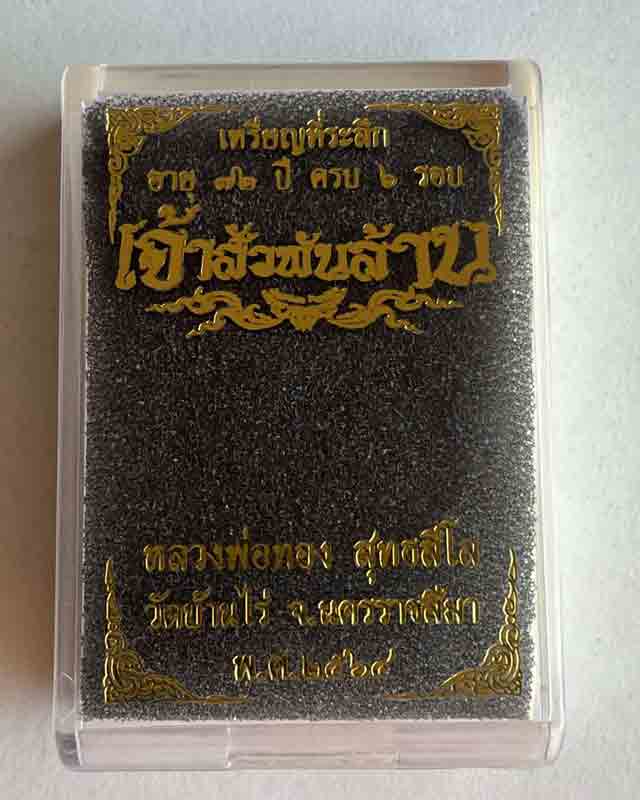 เหรียญที่ระลึก
อายุ ๗๒ ปี ครบ ๖ รอบ
เจ้าสัวพันล้าน
หลวงพ่อทอง สุทธสีโล
วัดบ้านไร่ จ.นครราชสีมา
พ.ศ.๒๕๖๔